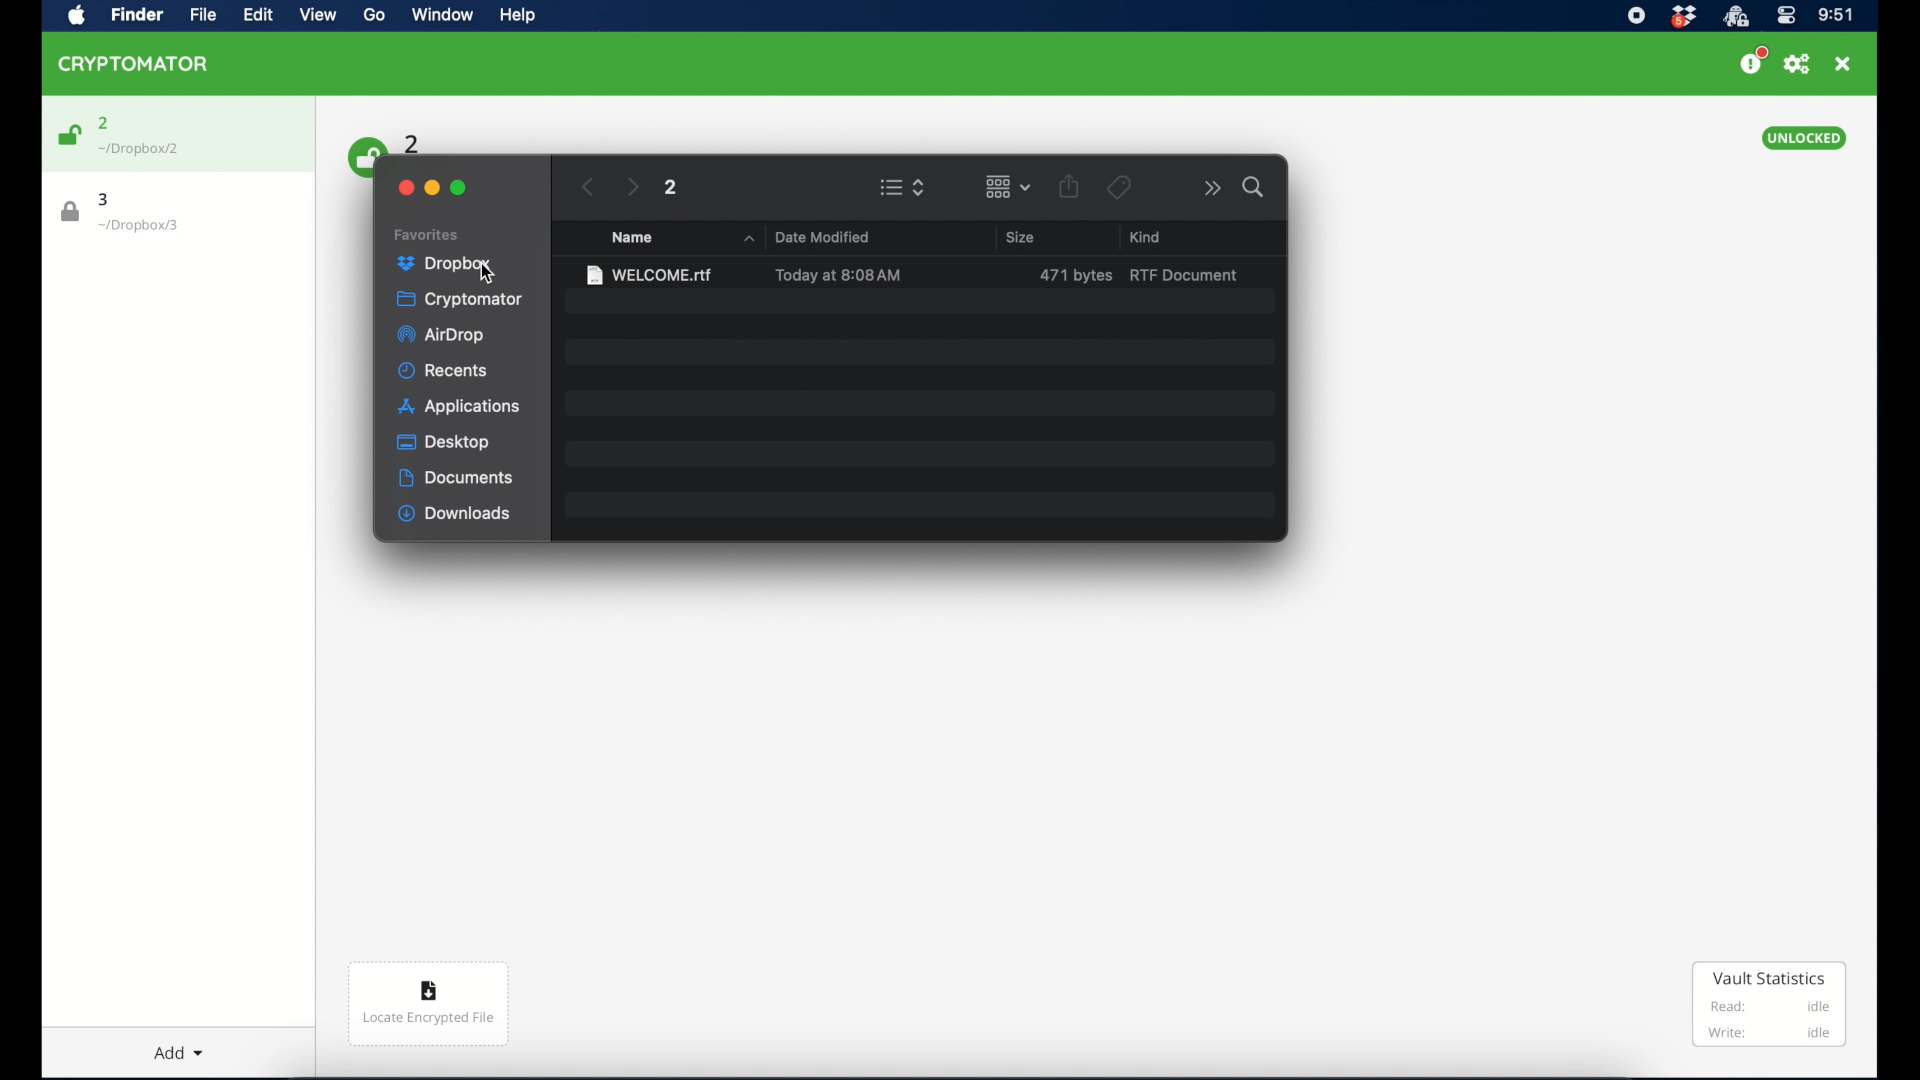 Finder File Edit View Go Window Help 5 9:51
CRYPTOMATOR
2
~/Dropbox/2
3
~/Dropbox/3
2
UNLOCKED
2
Favorites
Dropbox
Cryptomator
AirDrop
Recents
Applications
Desktop
Documents
Downloads
Name Date Modified Size Kind
WELCOME.rtf Today at 8:08 AM 471 bytes RTF Document
Locate Encrypted File
Vault Statistics
Read: idle
Write: idle
Add